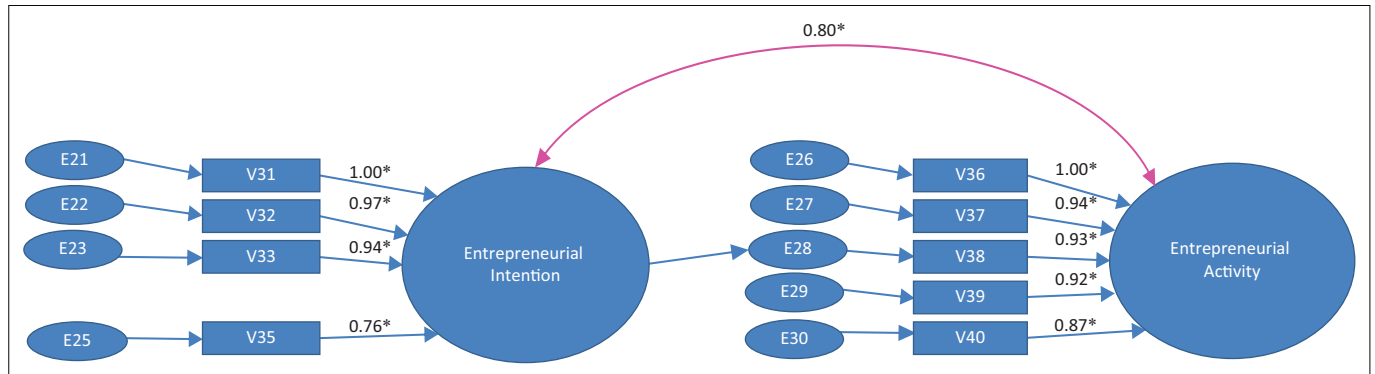 0.80*
E21
V31
1.00*
E22
V32
0.97*
E23
V33
0.94*
E25
V35
0.76*
Entrepreneurial
Intention
E26
V36
1.00*
E27
V37
0.94*
E28
V38
0.93*
E29
V39
0.92*
E30
V40
0.87*
Entrepreneurial
Activity